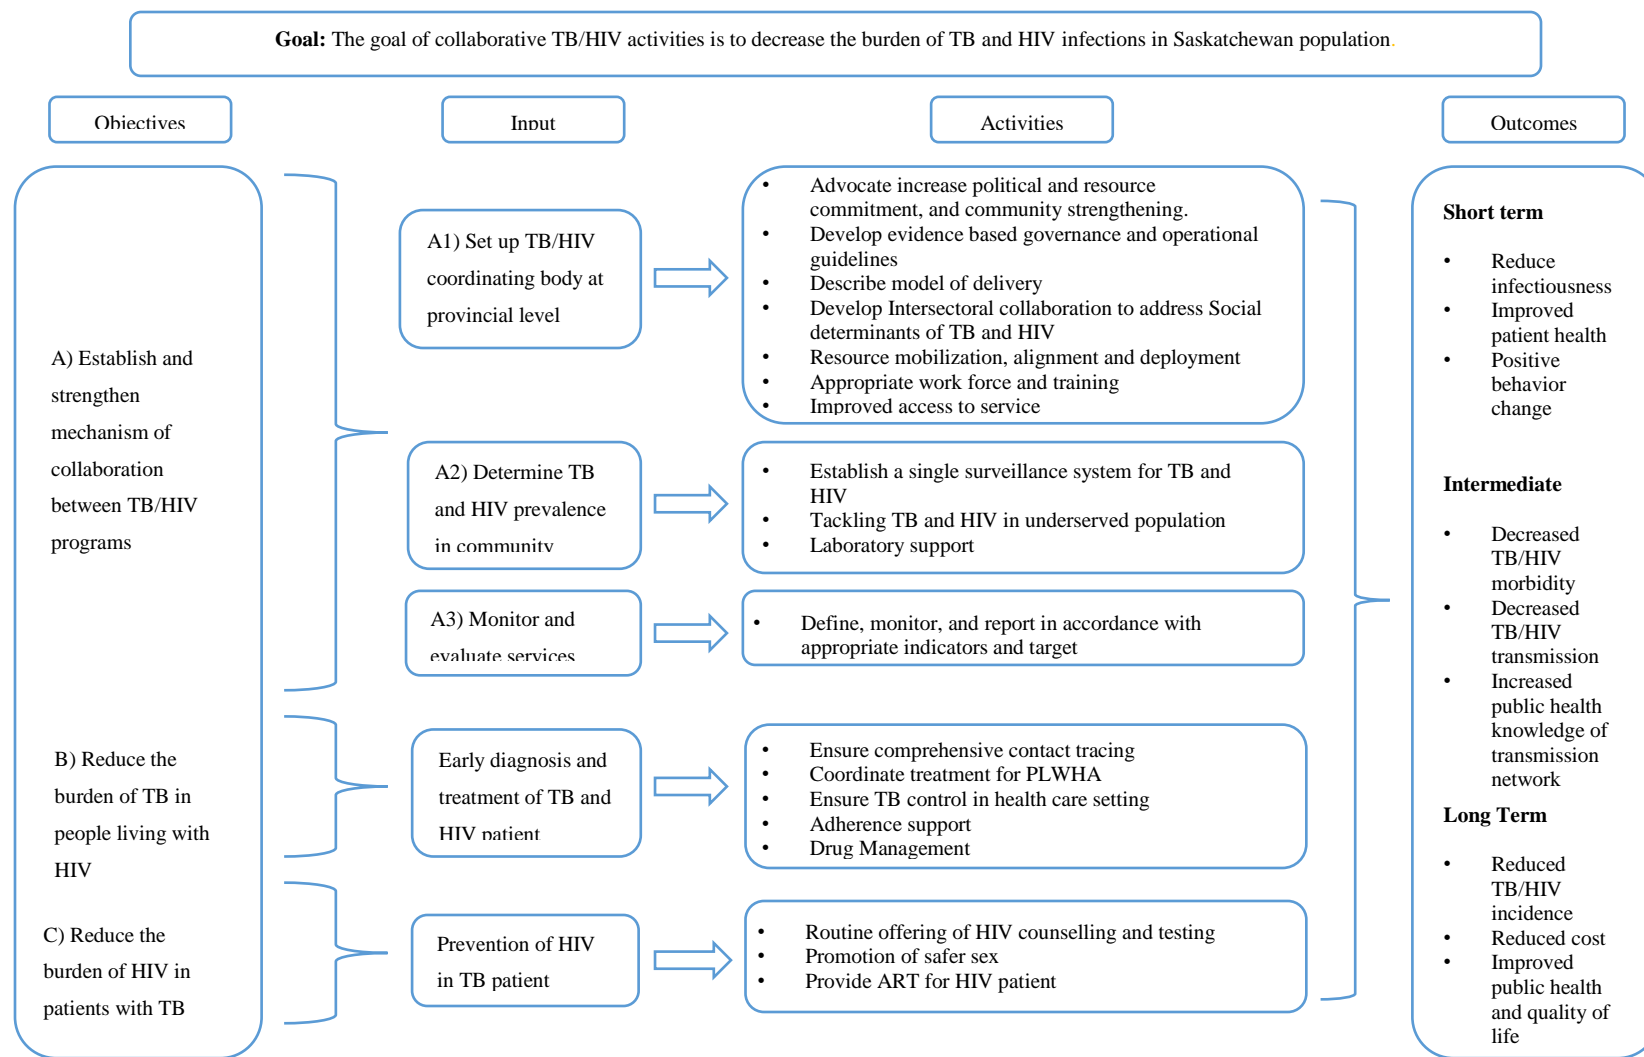 Goal: The goal of collaborative TB/HIV activities is to decrease the burden of TB and HIV infections in Saskatchewan population.
Objectives
Input
Activities
Outcomes
A) Establish and
strengthen
mechanism of
collaboration
between TB/HIV
programs
B) Reduce the
burden of TB in
people living with
HIV
C) Reduce the
burden of HIV in
patients with TB
A1) Set up TB/HIV
coordinating body at
provincial level
A2) Determine TB
and HIV prevalence
in community
A3) Monitor and
evaluate services
Early diagnosis and
treatment of TB and
HIV patient
Prevention of HIV
in TB patient
• Advocate increase political and resource
commitment, and community strengthening.
• Develop evidence based governance and operational
guidelines
• Describe model of delivery
• Develop Intersectoral collaboration to address Social
determinants of TB and HIV
• Resource mobilization, alignment and deployment
• Appropriate work force and training
• Improved access to service
• Establish a single surveillance system for TB and
HIV
• Tackling TB and HIV in underserved population
• Laboratory support
• Define, monitor, and report in accordance with
appropriate indicators and target
• Ensure comprehensive contact tracing
• Coordinate treatment for PLWHA
• Ensure TB control in health care setting
• Adherence support
• Drug Management
• Routine offering of HIV counselling and testing
• Promotion of safer sex
• Provide ART for HIV patient
Short term
• Reduce
infectiousness
• Improved
patient health
• Positive
behavior
change
Intermediate
• Decreased
TB/HIV
morbidity
• Decreased
TB/HIV
transmission
• Increased
public health
knowledge of
transmission
network
Long Term
• Reduced
TB/HIV
incidence
• Reduced cost
• Improved
public health
and quality of
life